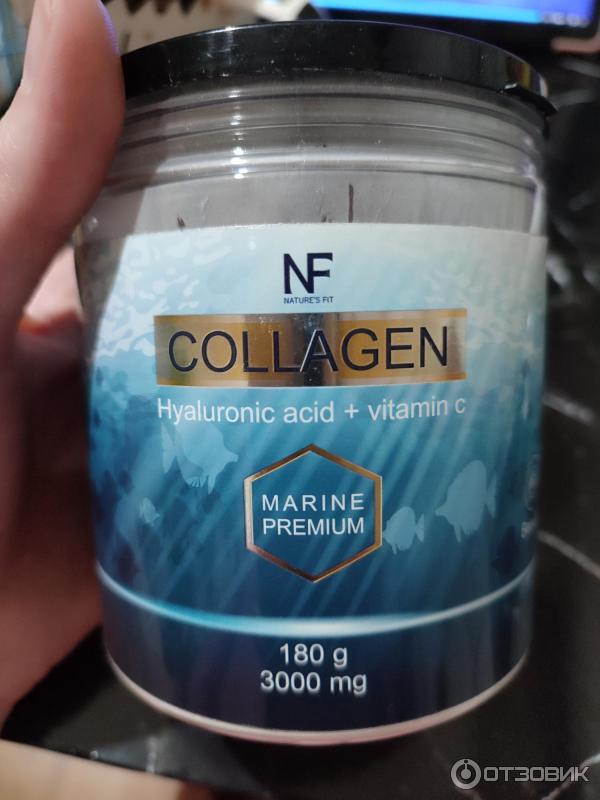 NF
NATURE'S FIT
COLLAGEN
Hyaluronic acid + vitamin c
MARINE
PREMIUM
180 g
3000 mg
ОТЗОВИК